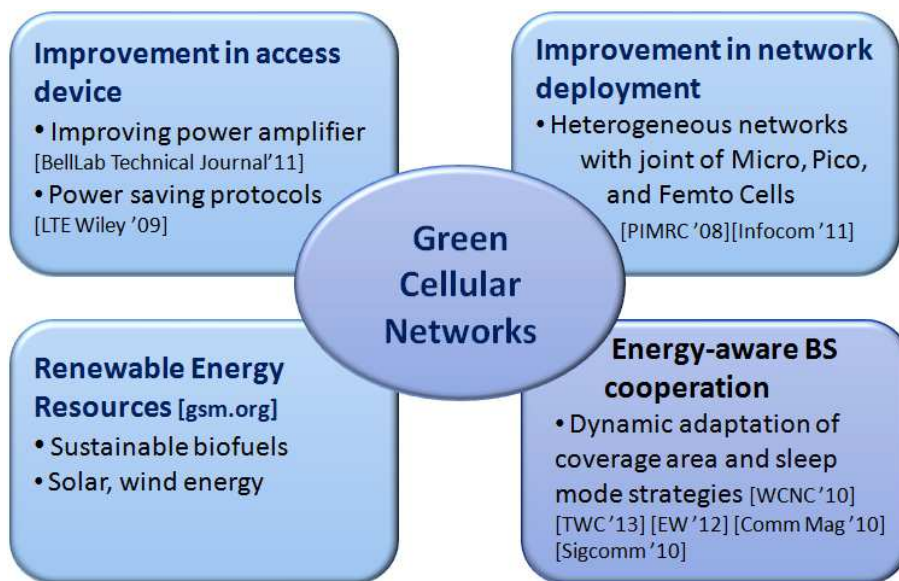 Improvement in access
device
• Improving power amplifier
[BellLab Technical Journal'11]
• Power saving protocols
[LTE Wiley '09]
Improvement in network
deployment
• Heterogeneous networks
with joint of Micro, Pico,
and Femto Cells
[PIMRC '08][Infocom '11]
Green
Cellular
Networks
Renewable Energy
Resources [gsm.org]
• Sustainable biofuels
• Solar, wind energy
Energy-aware BS
cooperation
• Dynamic adaptation of
coverage area and sleep
mode strategies [WCNC '10]
[TWC '13] [EW '12] [Comm Mag '10]
[Sigcomm '10]